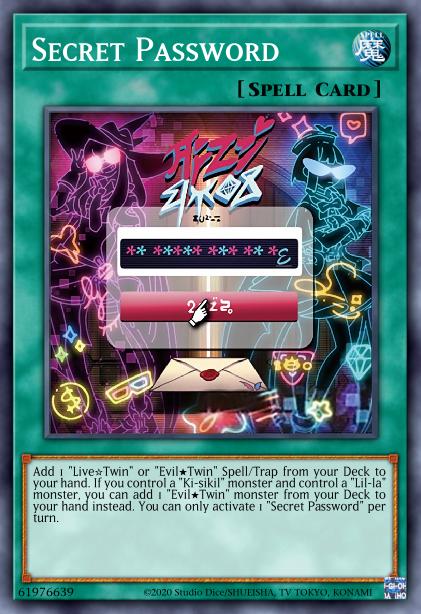 Secret Password
SPELL
魔
[Spell Card]
** ***** *** ** *ε
Add 1 "Live☆Twin" or "Evil★Twin" Spell/Trap from your Deck to
your hand. If you control a "Ki-sikil" monster and control a "Lil-la"
monster, you can add 1 "Evil★Twin" monster from your Deck to
your hand instead. You can only activate 1 "Secret Password" per
turn.
61976639
©2020 Studio Dice/SHUEISHA, TV TOKYO, KONAMI